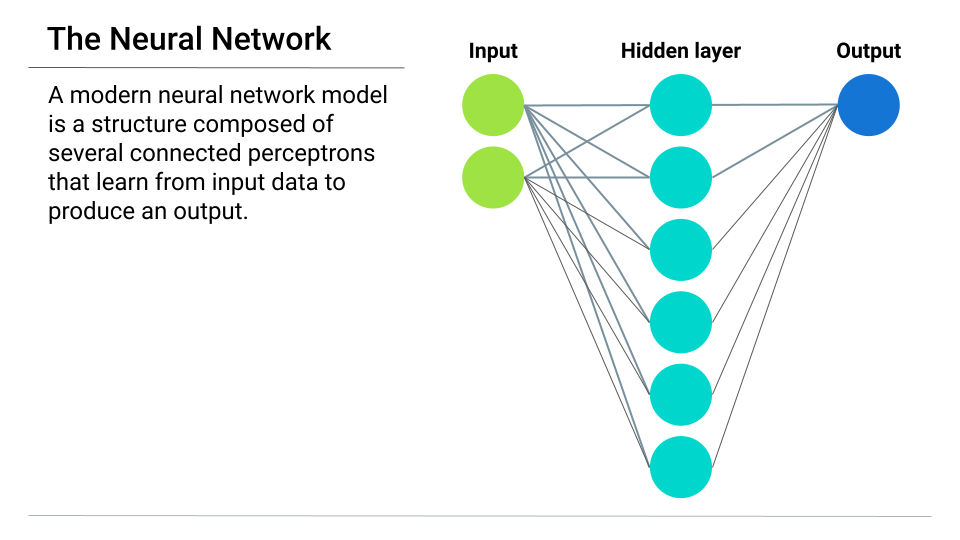 The Neural Network
A modern neural network model
is a structure composed of
several connected perceptrons
that learn from input data to
produce an output.
Input
Hidden layer
Output